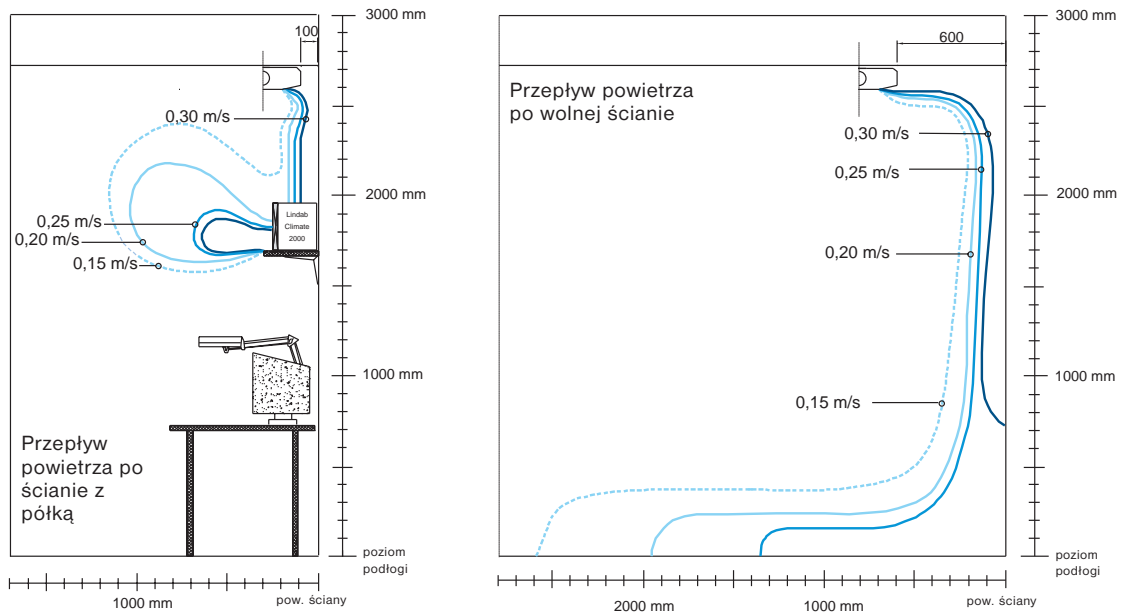 3000 mm
100
0,30 m/s
2000 mm
Lindab
Climate
2000
0,25 m/s
0,20 m/s
0,15 m/s
1000 mm
Przepływ
powietrza po
ścianie z
półką
poziom
podłogi
1000 mm
pow. ściany
3000 mm
600
Przepływ powietrza
po wolnej ścianie
0,30 m/s
0,25 m/s
2000 mm
0,20 m/s
1000 mm
0,15 m/s
poziom
podłogi
2000 mm
1000 mm
pow. ściany